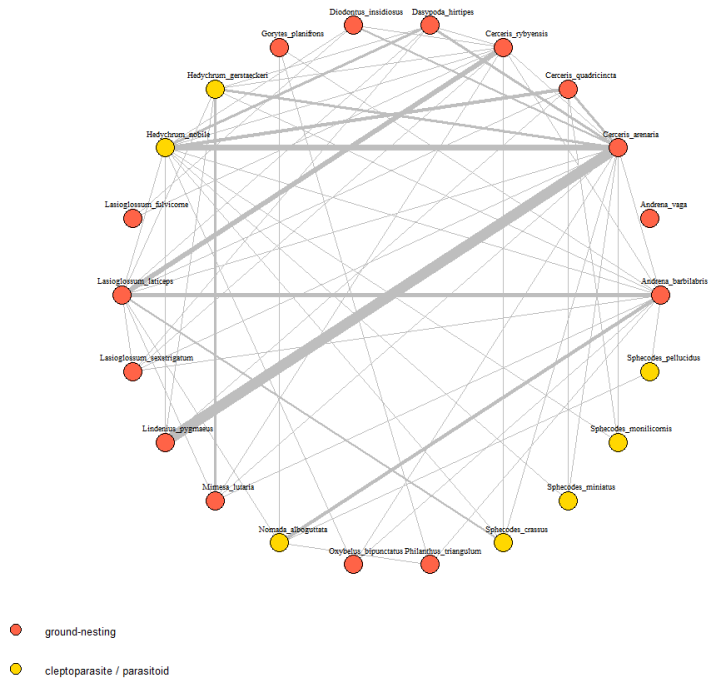 Diodontus_insidiosus
Dasypoda_hirtipes
Gorytes_planifrons
Cerceris_rybyensis
Hedychrum_gerstaeckeri
Cerceris_quadricincta
Hedychrum_nobile
Cerceris_arenaria
Lasioglossum_fulvicorne
Andrena_vaga
Lasioglossum_laticeps
Andrena_barbilabris
Lasioglossum_sexstrigatum
Sphecodes_pellucidus
Lindenius_pygmaeus
Sphecodes_monilicornis
Mimesa_lutaria
Sphecodes_miniatus
Nomada_alboguttata
Sphecodes_crassus
Oxybelus_bipunctatus
Philanthus_triangulum
ground-nesting
cleptoparasite / parasitoid